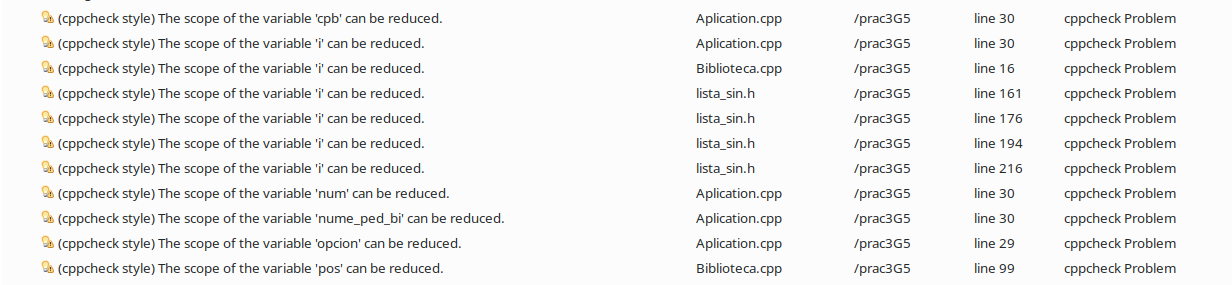 (cppcheck style) The scope of the variable 'cpb' can be reduced. Aplication.cpp /prac3G5 line 30 cppcheck Problem
(cppcheck style) The scope of the variable 'i' can be reduced. Aplication.cpp /prac3G5 line 30 cppcheck Problem
(cppcheck style) The scope of the variable 'i' can be reduced. Biblioteca.cpp /prac3G5 line 16 cppcheck Problem
(cppcheck style) The scope of the variable 'i' can be reduced. lista_sin.h /prac3G5 line 161 cppcheck Problem
(cppcheck style) The scope of the variable 'i' can be reduced. lista_sin.h /prac3G5 line 176 cppcheck Problem
(cppcheck style) The scope of the variable 'i' can be reduced. lista_sin.h /prac3G5 line 194 cppcheck Problem
(cppcheck style) The scope of the variable 'i' can be reduced. lista_sin.h /prac3G5 line 216 cppcheck Problem
(cppcheck style) The scope of the variable 'num' can be reduced. Aplication.cpp /prac3G5 line 30 cppcheck Problem
(cppcheck style) The scope of the variable 'nume_ped_bi' can be reduced. Aplication.cpp /prac3G5 line 30 cppcheck Problem
(cppcheck style) The scope of the variable 'opcion' can be reduced. Aplication.cpp /prac3G5 line 29 cppcheck Problem
(cppcheck style) The scope of the variable 'pos' can be reduced. Biblioteca.cpp /prac3G5 line 99 cppcheck Problem